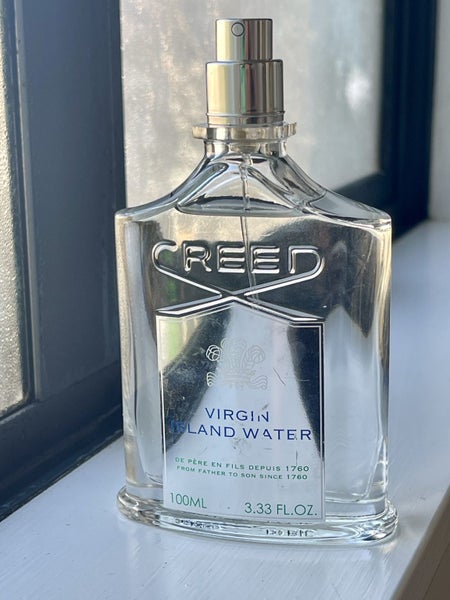 CREED
VIRGIN
ISLAND WATER
DE PÈRE EN FILS DEPUIS 1760
FROM FATHER TO SON SINCE 1760
100ML 3.33 FL.OZ.